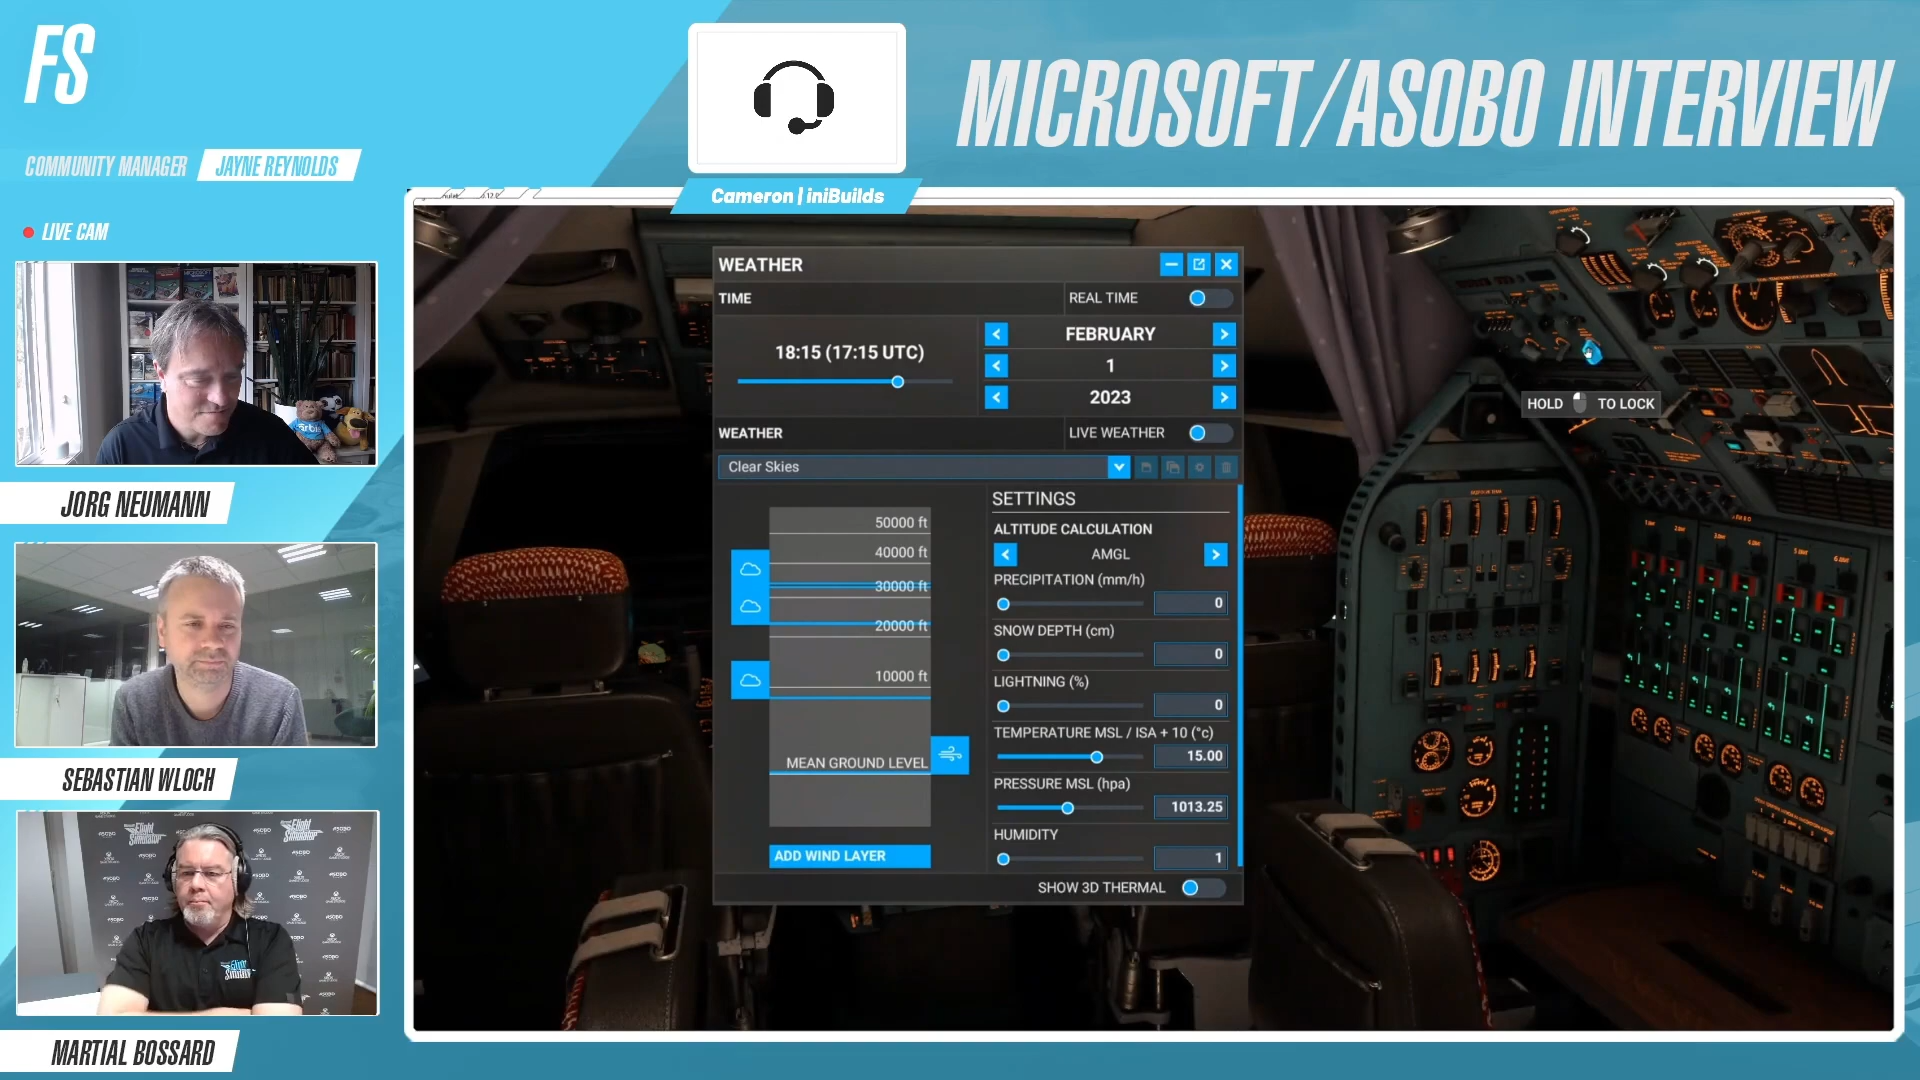 FS
MICROSOFT/ASOBO INTERVIEW
COMMUNITY MANAGER JAYNE REYNOLDS
Cameron | iniBuilds
LIVE CAM
JORG NEUMANN
SEBASTIAN WLOCH
MARTIAL BOSSARD
WEATHER
TIME
REAL TIME
18:15 (17:15 UTC)
FEBRUARY
1
2023
WEATHER
LIVE WEATHER
Clear Skies
50000 ft
40000 ft
30000 ft
20000 ft
10000 ft
MEAN GROUND LEVEL
ADD WIND LAYER
SETTINGS
ALTITUDE CALCULATION
AMGL
PRECIPITATION (mm/h)
0
SNOW DEPTH (cm)
0
LIGHTNING (%)
0
TEMPERATURE MSL / ISA + 10 (°c)
15.00
PRESSURE MSL (hpa)
1013.25
HUMIDITY
1
SHOW 3D THERMAL
HOLD TO LOCK
Flight
Simulator